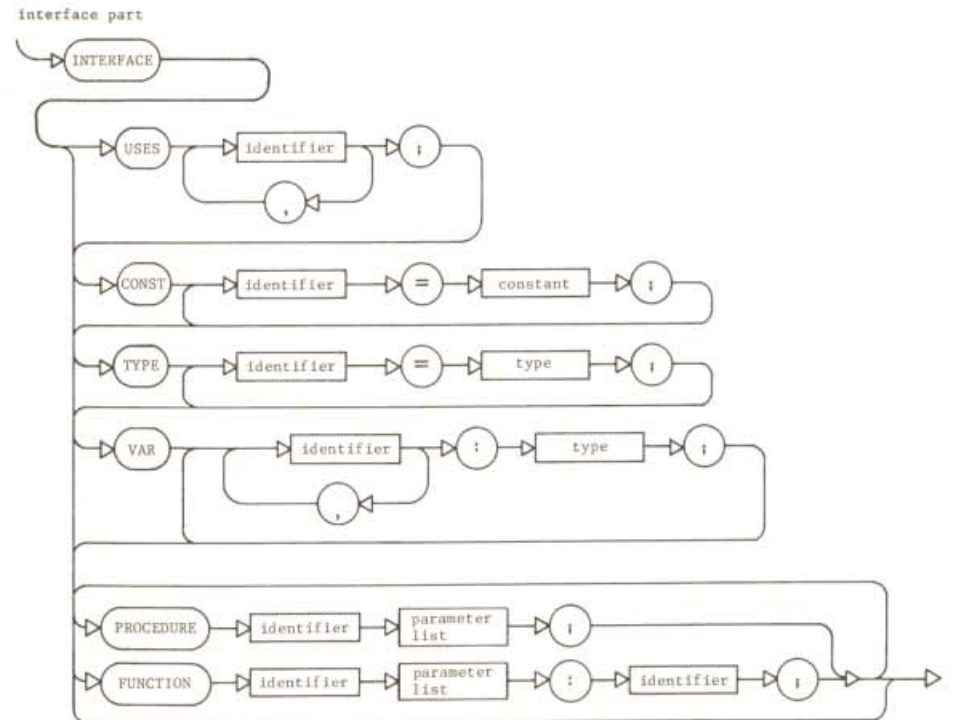 interface part
INTERFACE
USES identifier ;
,
CONST identifier = constant ;
TYPE identifier = type ;
VAR identifier : type ;
,
PROCEDURE identifier parameter list ;
FUNCTION identifier parameter list : identifier ;